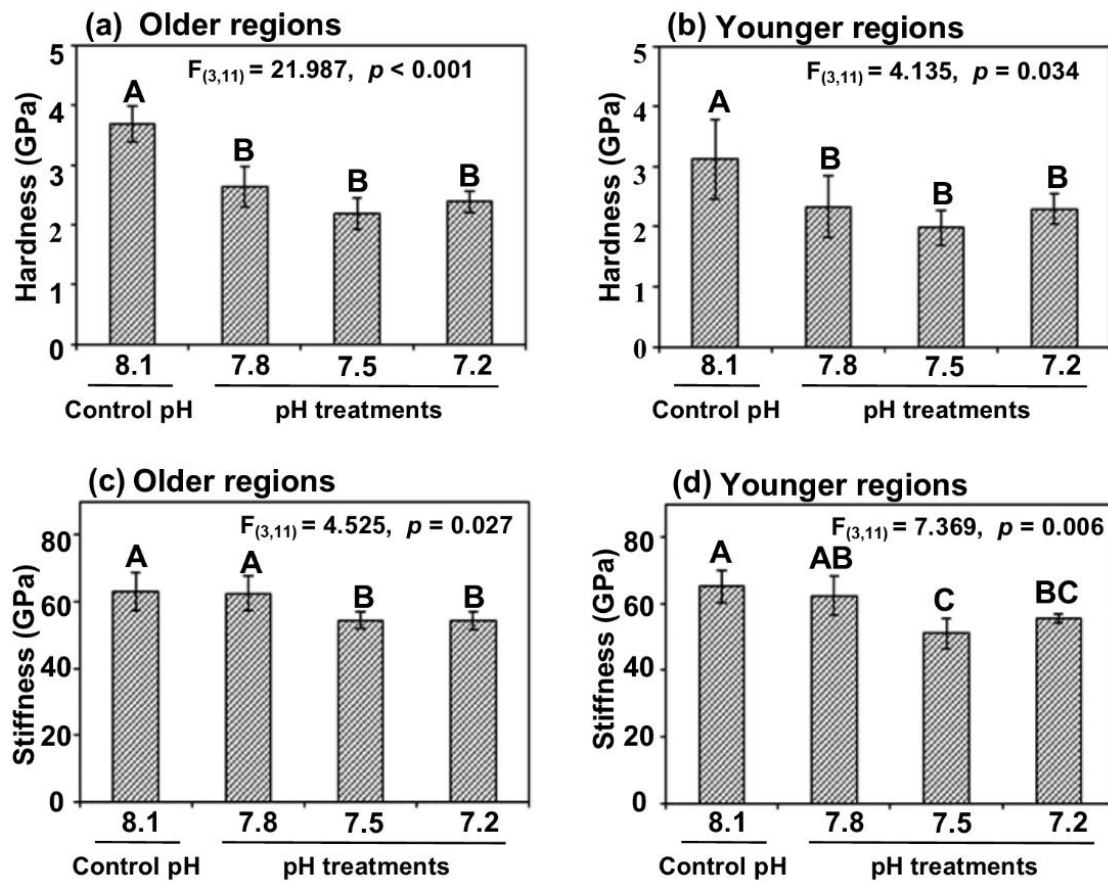 (a) Older regions
F(3,11) = 21.987, p < 0.001
Hardness (GPa)
5
4
3
2
1
0
A
B
B
B
8.1
7.8
7.5
7.2
Control pH
pH treatments
(b) Younger regions
F(3,11) = 4.135, p = 0.034
Hardness (GPa)
5
4
3
2
1
0
A
B
B
B
8.1
7.8
7.5
7.2
Control pH
pH treatments
(c) Older regions
F(3,11) = 4.525, p = 0.027
Stiffness (GPa)
80
60
40
20
0
A
A
B
B
8.1
7.8
7.5
7.2
Control pH
pH treatments
(d) Younger regions
F(3,11) = 7.369, p = 0.006
Stiffness (GPa)
80
60
40
20
0
A
AB
C
BC
8.1
7.8
7.5
7.2
Control pH
pH treatments